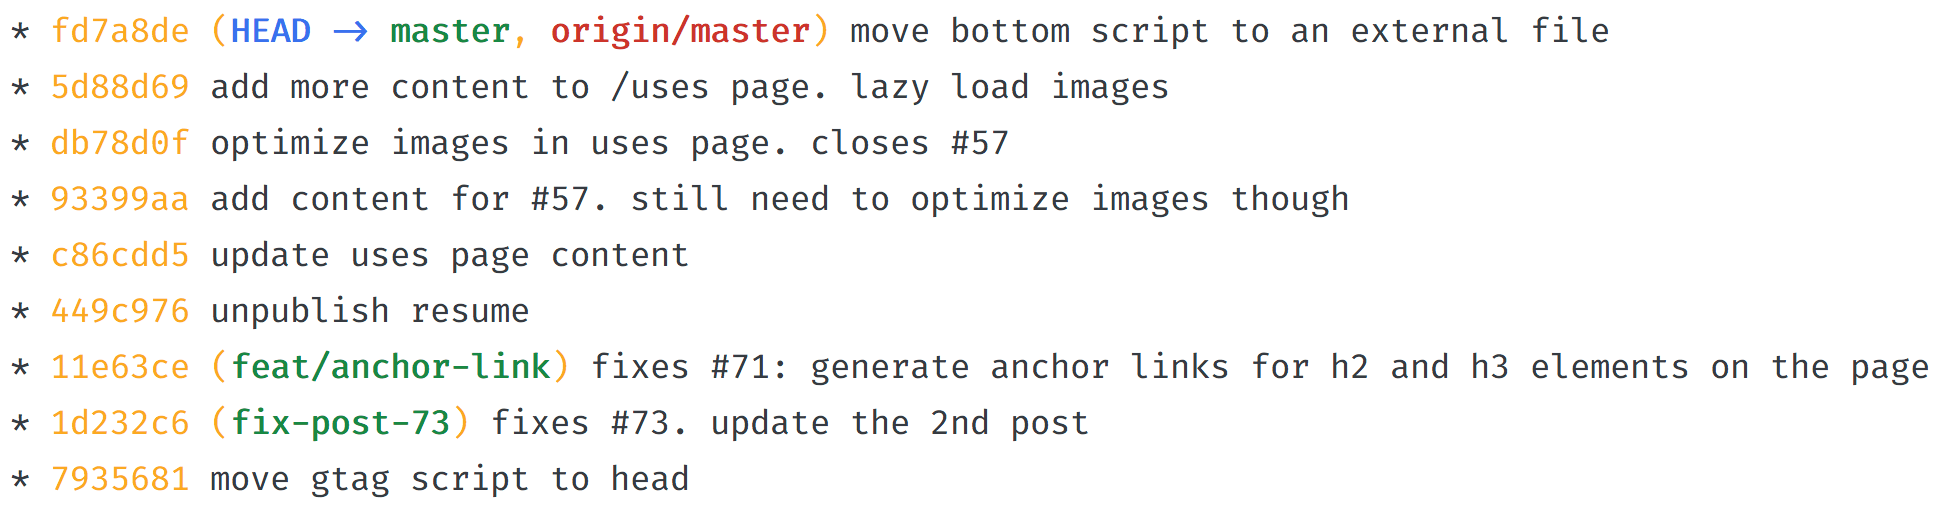 * fd7a8de (HEAD → master, origin/master) move bottom script to an external file
* 5d88d69 add more content to /uses page. lazy load images
* db78d0f optimize images in uses page. closes #57
* 93399aa add content for #57. still need to optimize images though
* c86cdd5 update uses page content
* 449c976 unpublish resume
* 11e63ce (feat/anchor-link) fixes #71: generate anchor links for h2 and h3 elements on the page
* 1d232c6 (fix-post-73) fixes #73. update the 2nd post
* 7935681 move gtag script to head